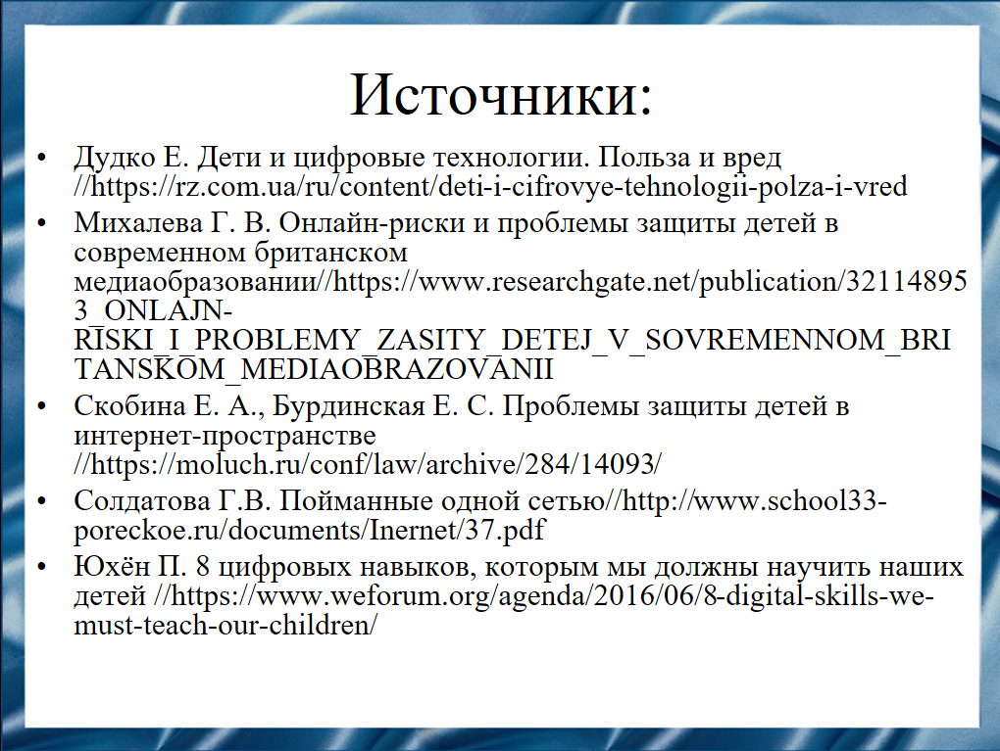 Источники:
• Дудко Е. Дети и цифровые технологии. Польза и вред
//https://rz.com.ua/ru/content/deti-i-cifrovye-tehnologii-polza-i-vred
• Михалева Г. В. Онлайн-риски и проблемы защиты детей в
современном британском
медиаобразовании//https://www.researchgate.net/publication/32114895
3_ONLAJN-
RISKI_I_PROBLEMY_ZASITY_DETEJ_V_SOVREMENNOM_BRI
TANSKOM_MEDIAOBRAZOVANII
• Скобина Е. А., Бурдинская Е. С. Проблемы защиты детей в
интернет-пространстве
//https://moluch.ru/conf/law/archive/284/14093/
• Солдатова Г.В. Пойманные одной сетью//http://www.school33-
poreckoe.ru/documents/Inernet/37.pdf
• Юхён П. 8 цифровых навыков, которым мы должны научить наших
детей //https://www.weforum.org/agenda/2016/06/8-digital-skills-we-
must-teach-our-children/